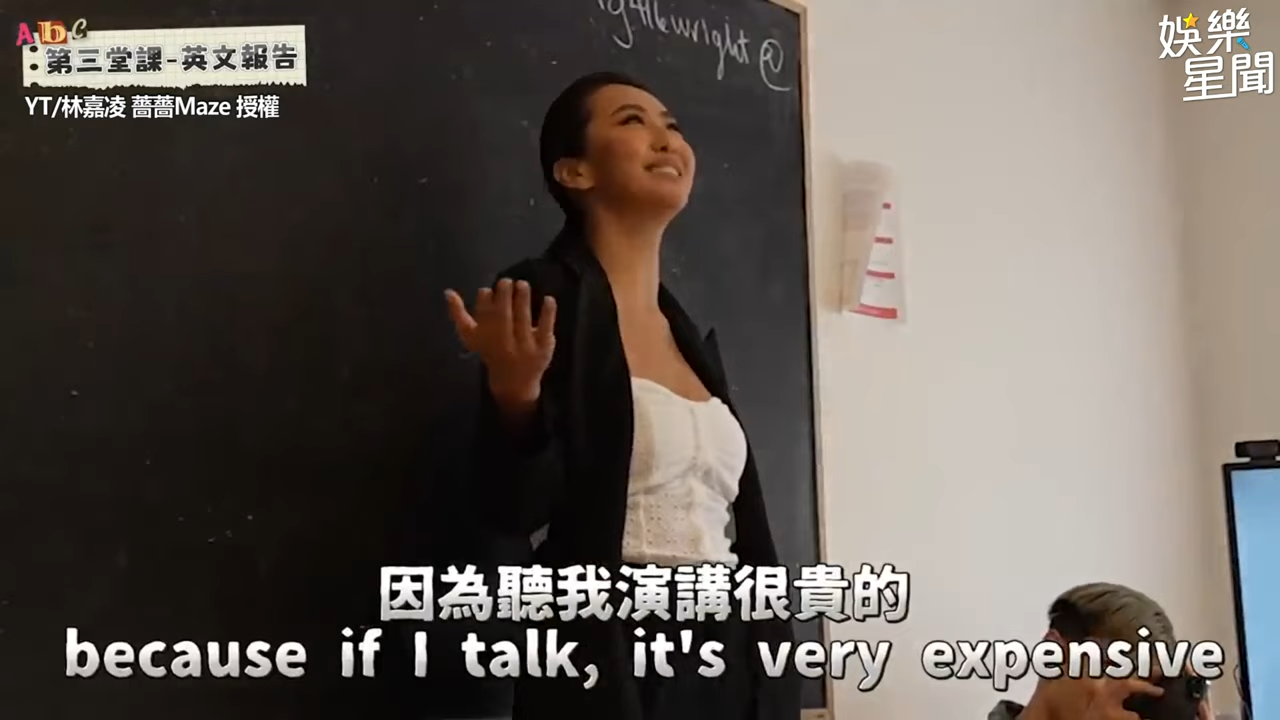 Abc
第三堂課-英文報告
YT/林嘉凌 薔薔Maze 授權
娛樂
星聞
因為聽我演講很貴的
because if I talk, it's very expensive